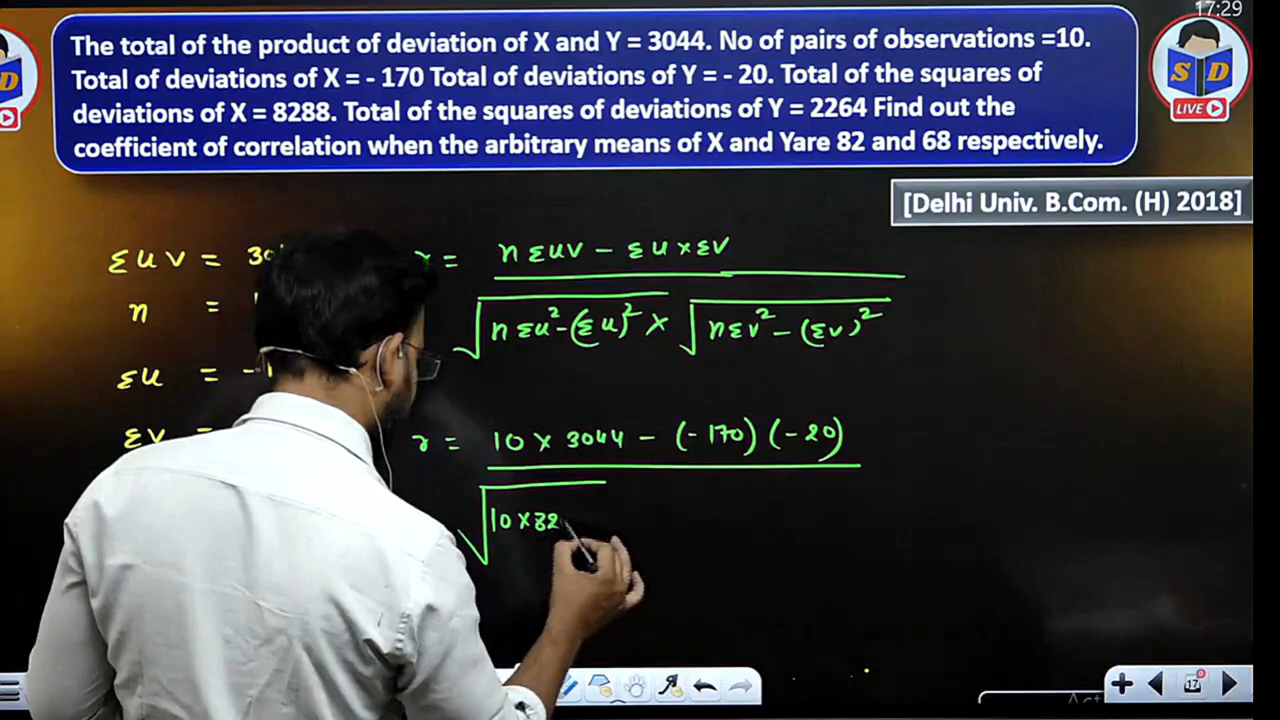 17:29
The total of the product of deviation of X and Y = 3044. No of pairs of observations =10.
Total of deviations of X = - 170 Total of deviations of Y = - 20. Total of the squares of
deviations of X = 8288. Total of the squares of deviations of Y = 2264 Find out the
coefficient of correlation when the arbitrary means of X and Yare 82 and 68 respectively.
S D
LIVE
D
[Delhi Univ. B.Com. (H) 2018]
Σuv = 30
n =
Σu = -1
Σv =
r = nΣuv - Σu×Σv
√nΣu²-(Σu)² × √nΣv²-(Σv)²
r = 10 × 3044 - (-170) (-20)
√10×82
17